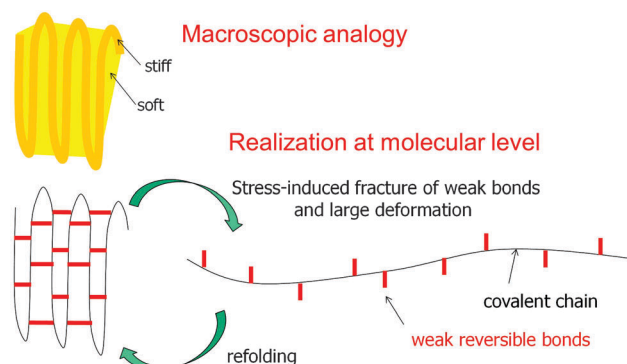 Macroscopic analogy
stiff
soft
Realization at molecular level
Stress-induced fracture of weak bonds
and large deformation
covalent chain
weak reversible bonds
refolding